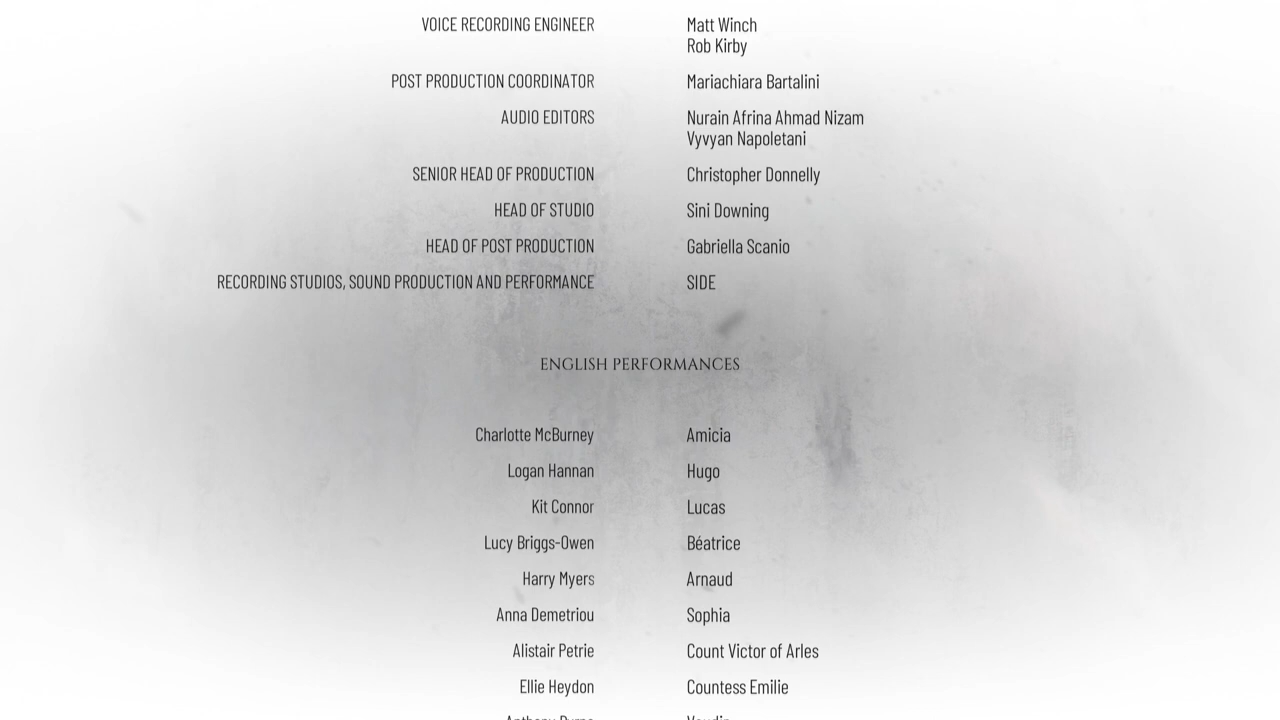 VOICE RECORDING ENGINEER Matt Winch
Rob Kirby
POST PRODUCTION COORDINATOR Mariachiara Bartalini
AUDIO EDITORS Nurain Afrina Ahmad Nizam
Vyvyan Napoletani
SENIOR HEAD OF PRODUCTION Christopher Donnelly
HEAD OF STUDIO Sini Downing
HEAD OF POST PRODUCTION Gabriella Scanio
RECORDING STUDIOS, SOUND PRODUCTION AND PERFORMANCE SIDE
ENGLISH PERFORMANCES
Charlotte McBurney Amicia
Logan Hannan Hugo
Kit Connor Lucas
Lucy Briggs-Owen Béatrice
Harry Myers Arnaud
Anna Demetriou Sophia
Alistair Petrie Count Victor of Arles
Ellie Heydon Countess Emilie